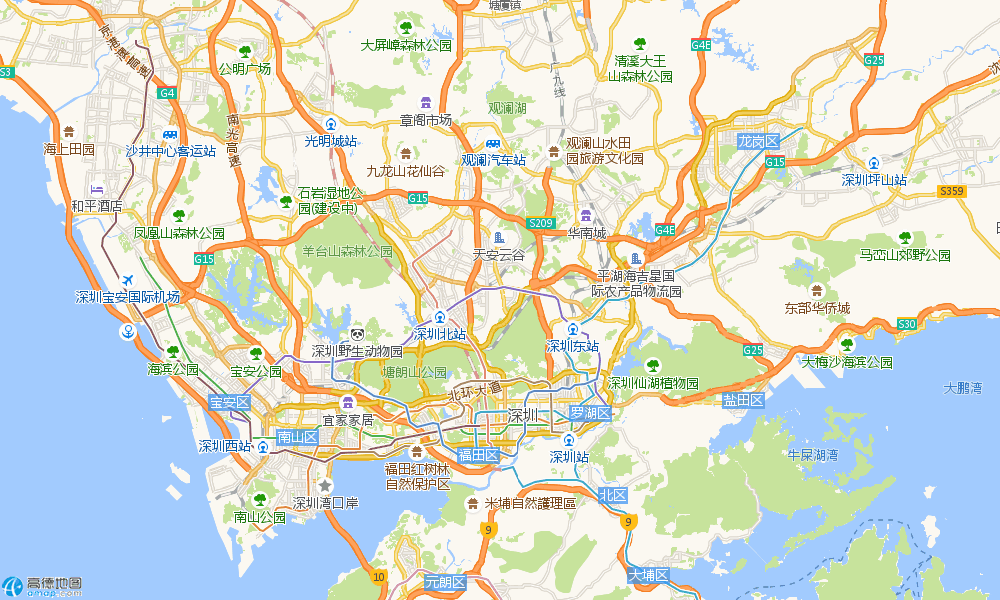 塘厦镇
京港澳高速
大屏嶂森林公园
G4E
清溪大王
山森林公园
G25
公明广场
S3
G4
九线
观澜湖
章阁市场
南光高速
海上田园
沙井中心客运站
光明城站
观澜汽车站
观澜山水田
园旅游文化园
龙岗区
G15
九龙山花仙谷
深圳坪山站
S359
和平酒店
石岩湿地公
园(建设中)
G15
凤凰山森林公园
S209
华南城
G4E
羊台山森林公园
天安云谷
马峦山郊野公园
G15
平湖海吉星国
际农产品物流园
深圳宝安国际机场
东部华侨城
深圳北站
S30
深圳野生动物园
深圳东站
G25
大梅沙海滨公园
海滨公园
宝安公园
塘朗山公园
深圳仙湖植物园
大鹏湾
北环大道
宝安区
宜家家居
深圳
罗湖区
盐田区
南山区
深圳西站
福田区
深圳站
牛屎湖湾
福田红树林
自然保护区
深圳湾口岸
北区
米埔自然護理區
南山公园
9
9
10
元朗区
大埔区
高德地图
amap.com